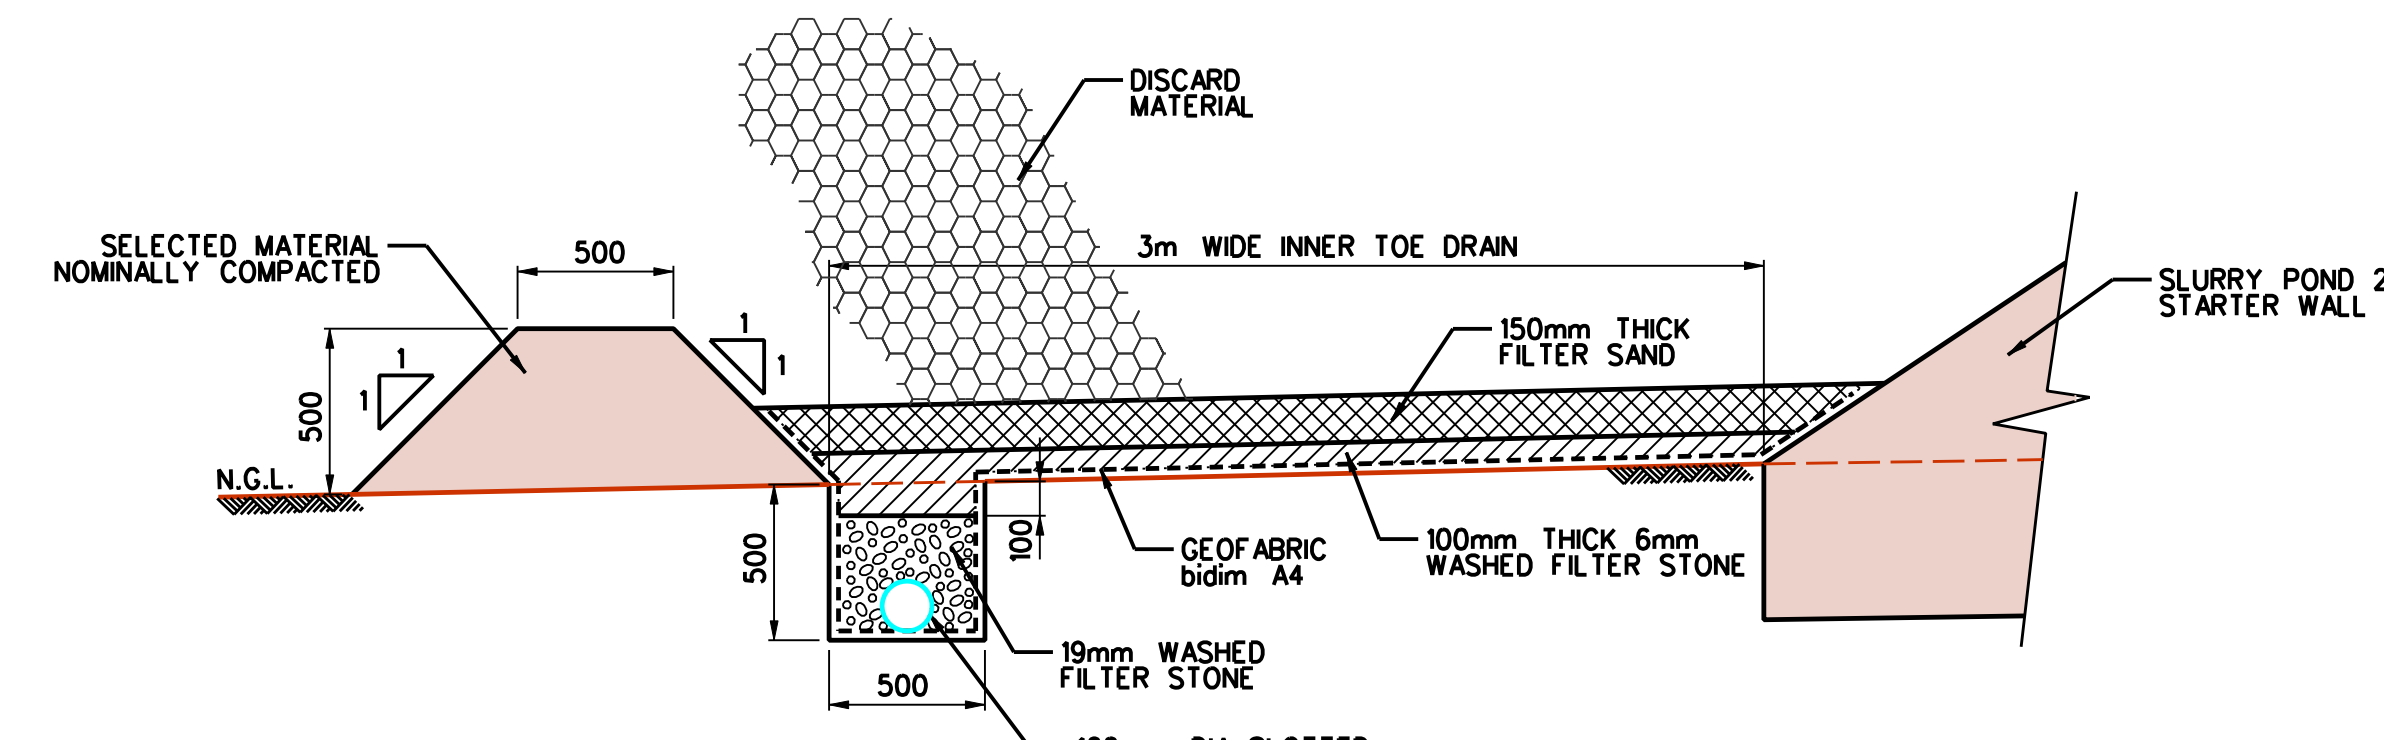 DISCARD
MATERIAL
SELECTED MATERIAL
NOMINALLY COMPACTED
500
3m WIDE INNER TOE DRAIN
SLURRY POND 2
STARTER WALL
1
1
150mm THICK
FILTER SAND
1
1
500
N.G.L.
500
100
GEOFABRIC
bidim A4
100mm THICK 6mm
WASHED FILTER STONE
19mm WASHED
FILTER STONE
500